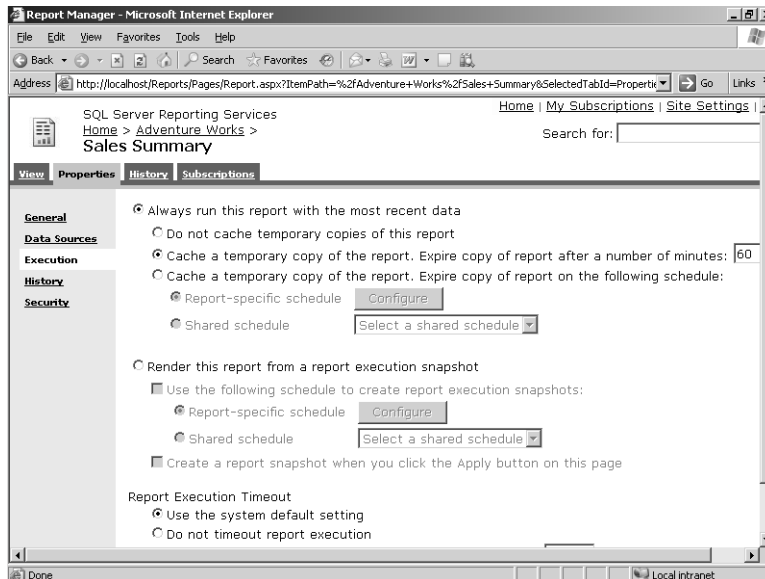 Report Manager - Microsoft Internet Explorer
File Edit View Favorites Tools Help
Back Search Favorites
Address http://localhost/Reports/Pages/Report.aspx?ItemPath=%2fAdventure+Works%2fSales+Summary&SelectedTabId=Propertie Go Links
Home | My Subscriptions | Site Settings |
SQL Server Reporting Services
Home > Adventure Works >
Sales Summary
Search for:
View Properties History Subscriptions
General
Data Sources
Execution
History
Security
Always run this report with the most recent data
Do not cache temporary copies of this report
Cache a temporary copy of the report. Expire copy of report after a number of minutes: 60
Cache a temporary copy of the report. Expire copy of report on the following schedule:
Report-specific schedule Configure
Shared schedule Select a shared schedule
Render this report from a report execution snapshot
Use the following schedule to create report execution snapshots:
Report-specific schedule Configure
Shared schedule Select a shared schedule
Create a report snapshot when you click the Apply button on this page
Report Execution Timeout
Use the system default setting
Do not timeout report execution
Done Local intranet